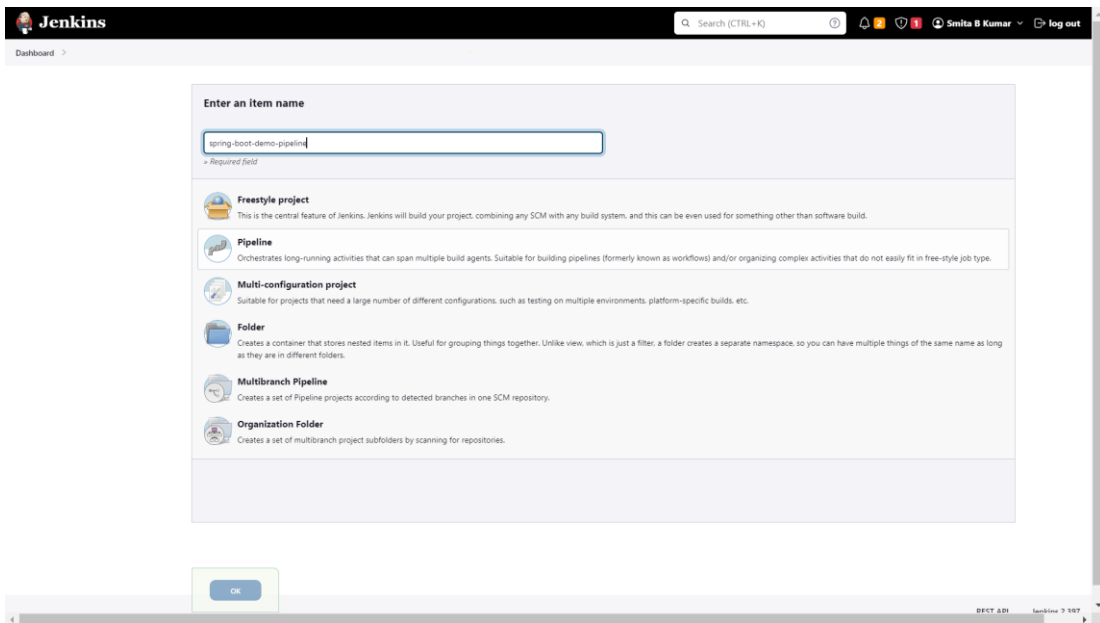 Jenkins
Search (CTRL+K)
2
1
Smita B Kumar
log out
Dashboard
Enter an item name
spring-boot-demo-pipeline
» Required field
Freestyle project
This is the central feature of Jenkins. Jenkins will build your project, combining any SCM with any build system, and this can be even used for something other than software build.
Pipeline
Orchestrates long-running activities that can span multiple build agents. Suitable for building pipelines (formerly known as workflows) and/or organizing complex activities that do not easily fit in free-style job type.
Multi-configuration project
Suitable for projects that need a large number of different configurations, such as testing on multiple environments, platform-specific builds, etc.
Folder
Creates a container that stores nested items in it. Useful for grouping things together. Unlike view, which is just a filter, a folder creates a separate namespace, so you can have multiple things of the same name as long
as they are in different folders.
Multibranch Pipeline
Creates a set of Pipeline projects according to detected branches in one SCM repository.
Organization Folder
Creates a set of multibranch project subfolders by scanning for repositories.
OK
REST API
Jenkins 2.397